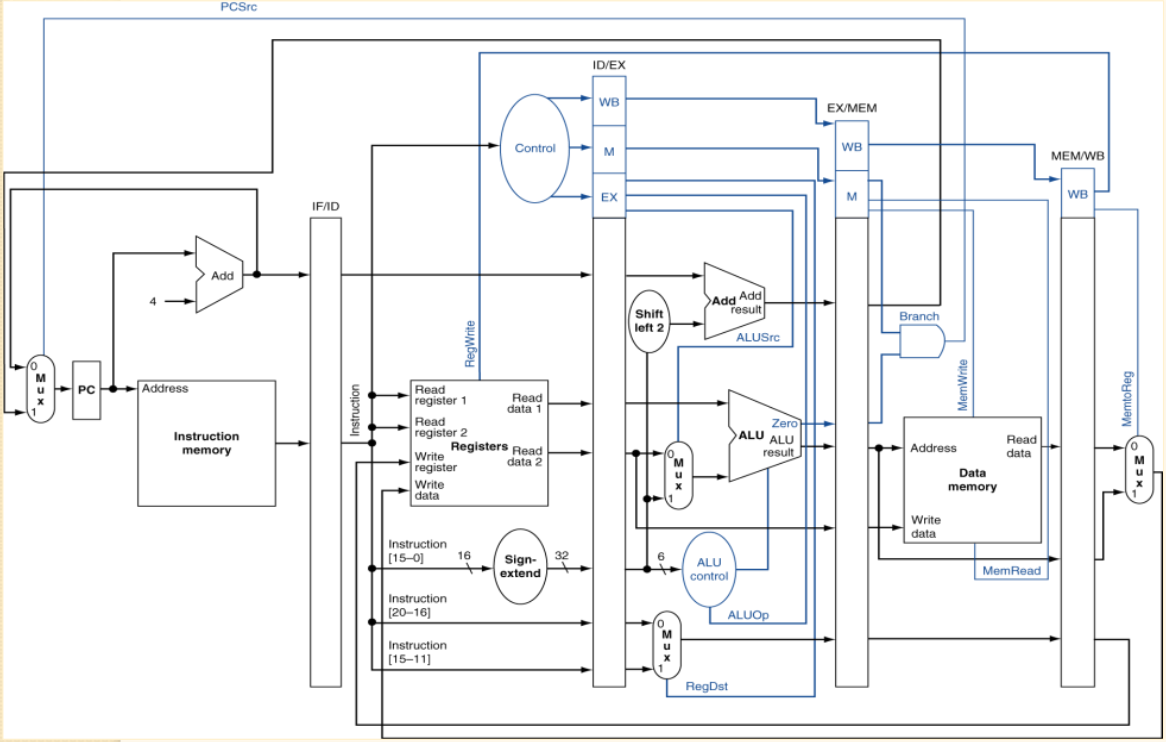 PCSrc
ID/EX
WB
M
EX
Control
EX/MEM
WB
M
MEM/WB
WB
IF/ID
Add
4
Add
Add
result
Shift
left 2
ALUSrc
Branch
RegWrite
MemWrite
MemtoReg
0
M
u
x
1
PC
Address
Instruction
memory
Instruction
Read
register 1
Read
register 2
Write
register
Write
data
Registers
Read
data 1
Read
data 2
0
M
u
x
1
ALU
Zero
ALU
result
Address
Read
data
Data
memory
Write
data
MemRead
0
M
u
x
1
Instruction
[15–0]
16
Sign-
extend
32
6
ALU
control
ALUOp
Instruction
[20–16]
Instruction
[15–11]
0
M
u
x
1
RegDst